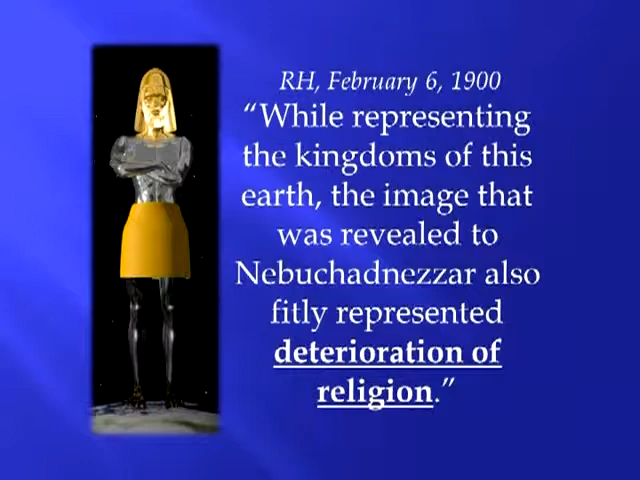 RH, February 6, 1900
“While representing
the kingdoms of this
earth, the image that
was revealed to
Nebuchadnezzar also
fitly represented
deterioration of
religion.”